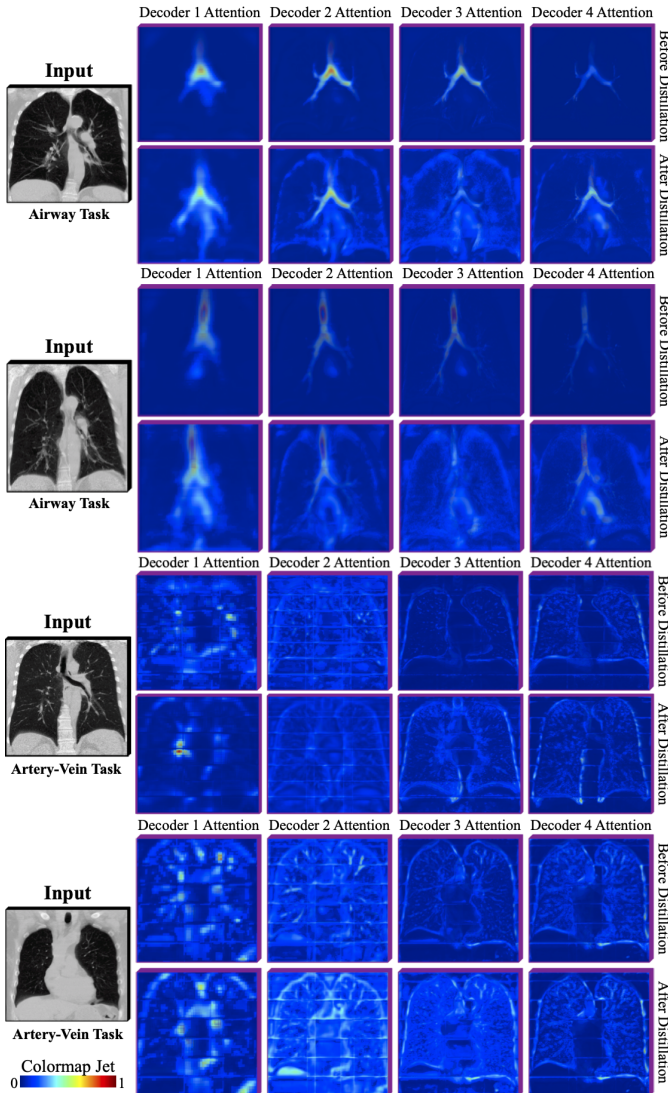 Decoder 1 Attention Decoder 2 Attention Decoder 3 Attention Decoder 4 Attention
Input
Airway Task
Before Distillation
After Distillation
Decoder 1 Attention Decoder 2 Attention Decoder 3 Attention Decoder 4 Attention
Input
Airway Task
Before Distillation
After Distillation
Decoder 1 Attention Decoder 2 Attention Decoder 3 Attention Decoder 4 Attention
Input
Artery-Vein Task
Before Distillation
After Distillation
Decoder 1 Attention Decoder 2 Attention Decoder 3 Attention Decoder 4 Attention
Input
Artery-Vein Task
Before Distillation
After Distillation
Colormap Jet
0 1